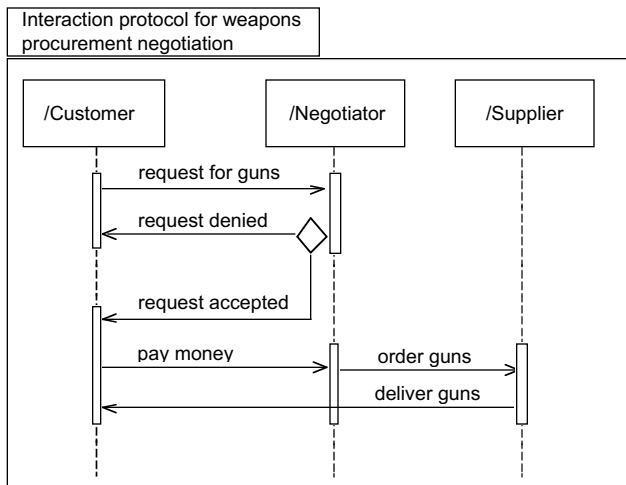 Interaction protocol for weapons
procurement negotiation
/Customer
/Negotiator
/Supplier
request for guns
request denied
request accepted
pay money
order guns
deliver guns